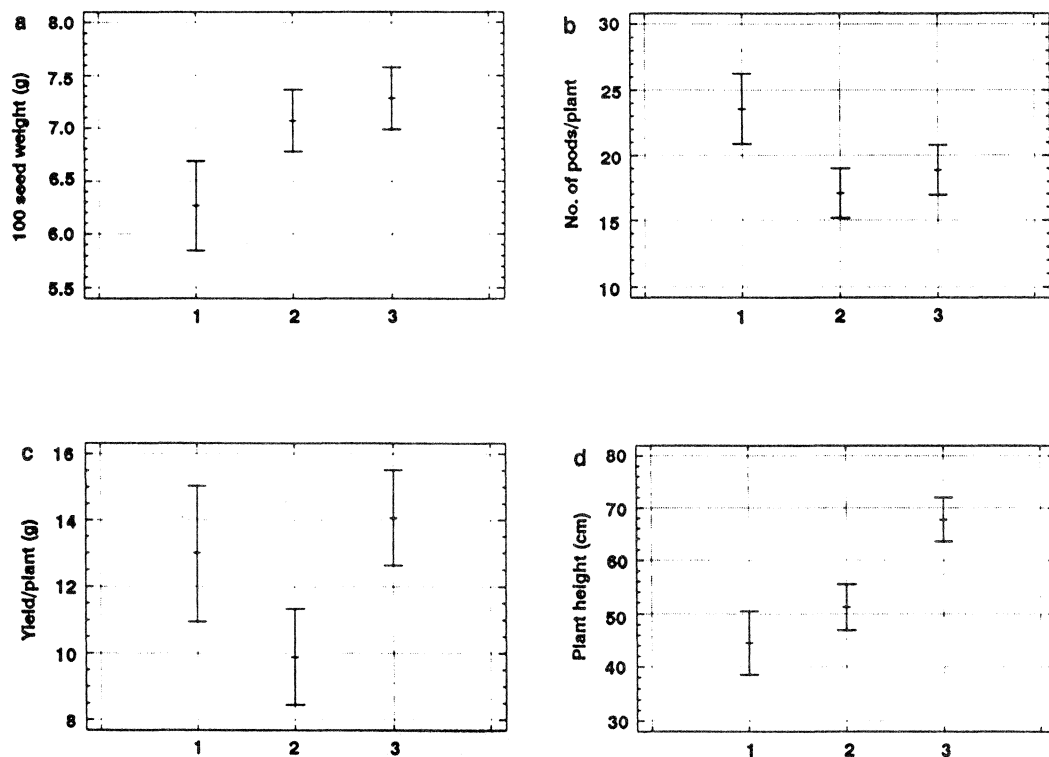 a
100 seed weight (g)
8.0
7.5
7.0
6.5
6.0
5.5
1 2 3
b
No. of pods/plant
30
25
20
15
10
1 2 3
c
Yield/plant (g)
16
14
12
10
8
1 2 3
d
Plant height (cm)
80
70
60
50
40
30
1 2 3